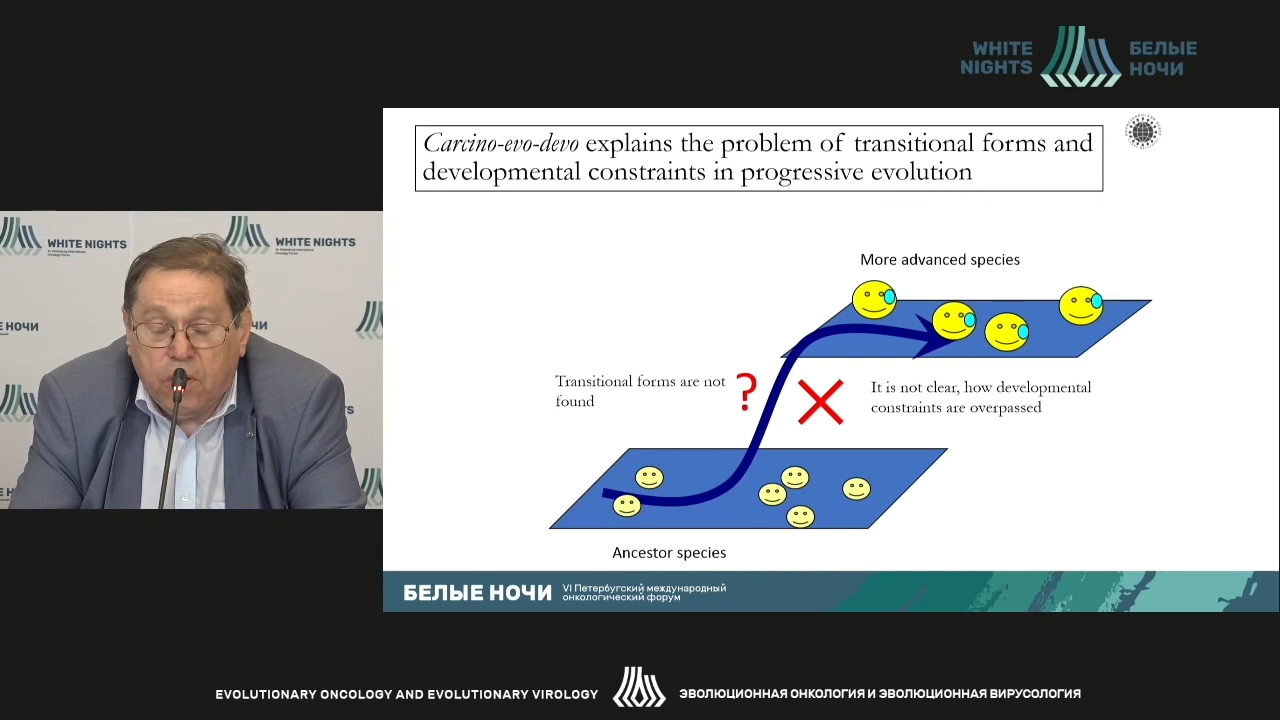 WHITE
NIGHTS
БЕЛЫЕ
НОЧИ
Carcino-evo-devo explains the problem of transitional forms and
developmental constraints in progressive evolution
WHITE NIGHTS
WHITE NIGHTS
НОЧИ
More advanced species
Transitional forms are not
found
?
It is not clear, how developmental
constraints are overpassed
Ancestor species
БЕЛЫЕ НОЧИ
VI Петербугский международный
онкологический форум
EVOLUTIONARY ONCOLOGY AND EVOLUTIONARY VIROLOGY
ЭВОЛЮЦИОННАЯ ОНКОЛОГИЯ И ЭВОЛЮЦИОННАЯ ВИРУСОЛОГИЯ